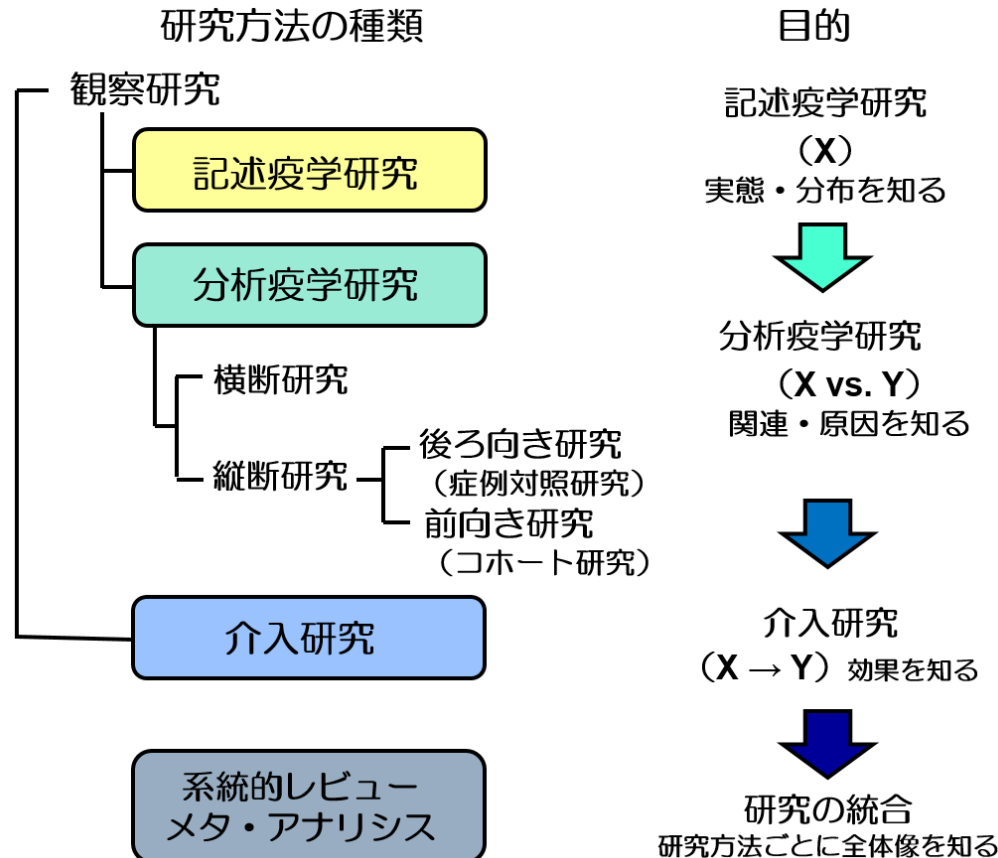 研究方法の種類
観察研究
記述疫学研究
分析疫学研究
横断研究
縦断研究
後ろ向き研究
（症例対照研究）
前向き研究
（コホート研究）
介入研究
系統的レビュー
メタ・アナリシス
目的
記述疫学研究
（X）
実態・分布を知る
分析疫学研究
（X vs. Y）
関連・原因を知る
介入研究
（X → Y）効果を知る
研究の統合
研究方法ごとに全体像を知る